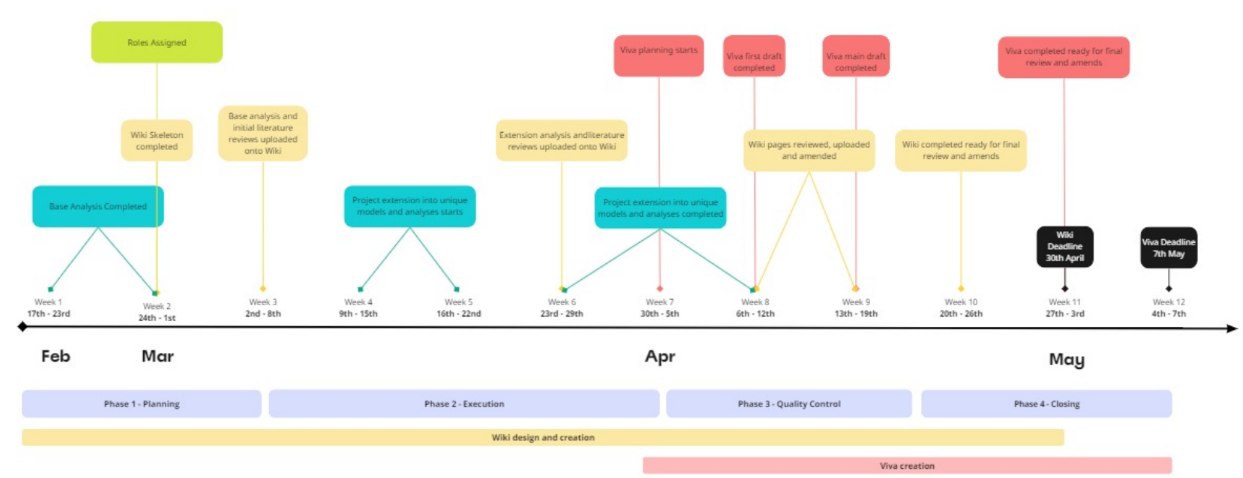 Roles Assigned
Viva planning starts
Viva first draft
completed
Viva main draft
completed
Viva completed ready for final
review and amends
Wiki Skeleton
completed
Base analysis and
initial literature
reviews uploaded
onto Wiki
Extension analysis andliterature
reviews uploaded onto Wiki
Wiki pages reviewed, uploaded
and amended
Wiki completed ready for final
review and amends
Base Analysis Completed
Project extension into unique
models and analyses starts
Project extension into unique
models and analyses completed
Wiki
Deadline
30th April
Viva Deadline
7th May
Week 1
17th - 23rd
Week 2
24th - 1st
Week 3
2nd - 8th
Week 4
9th - 15th
Week 5
16th - 22nd
Week 6
23rd - 29th
Week 7
30th - 5th
Week 8
6th - 12th
Week 9
13th - 19th
Week 10
20th - 26th
Week 11
27th - 3rd
Week 12
4th - 7th
Feb
Mar
Apr
May
Phase 1 - Planning
Phase 2 - Execution
Phase 3 - Quality Control
Phase 4 - Closing
Wiki design and creation
Viva creation